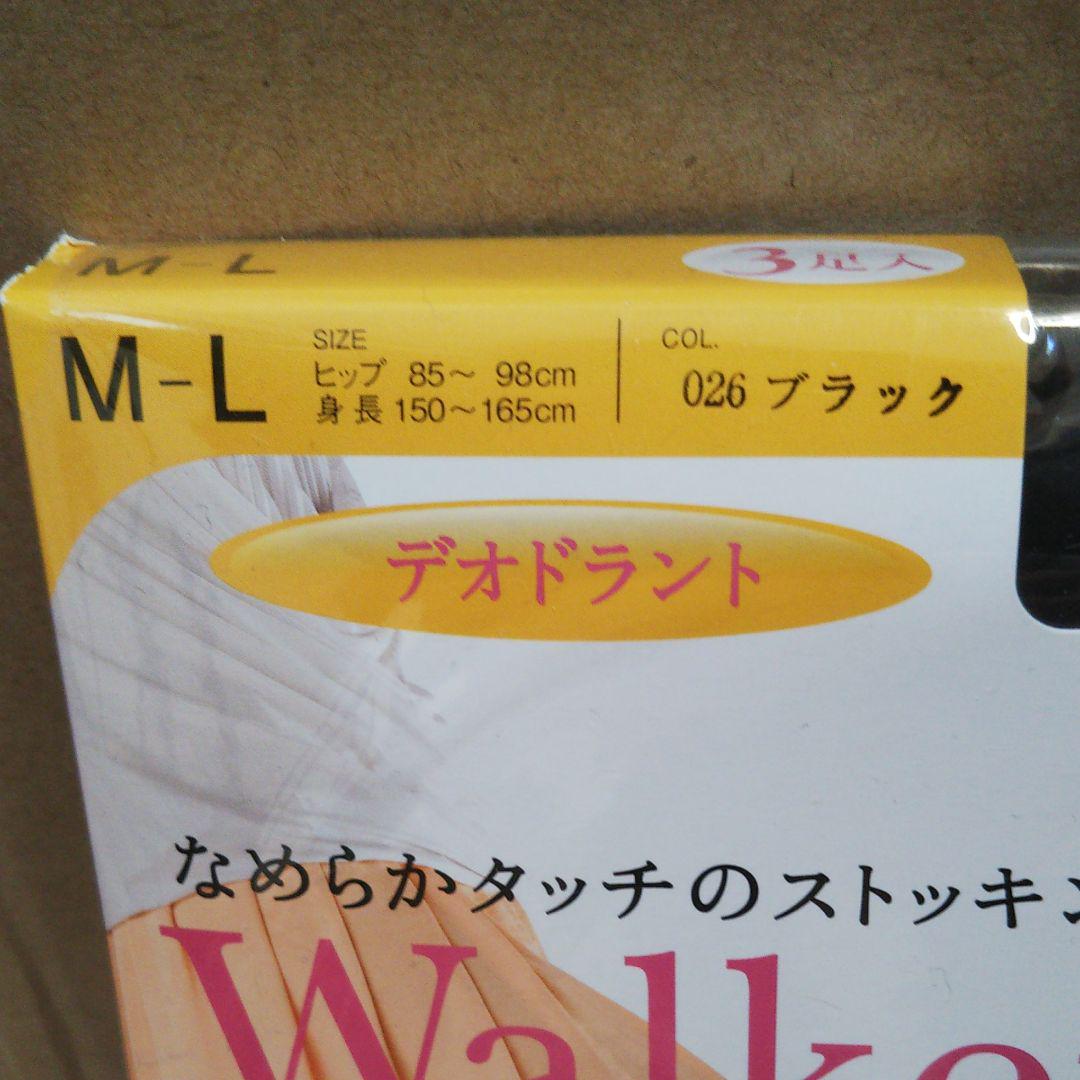 M-L
3足入
M-L
SIZE
ヒップ 85～ 98cm
身長 150～165cm
COL.
026 ブラック
デオドラント
なめらかタッチのストッキン
Walke